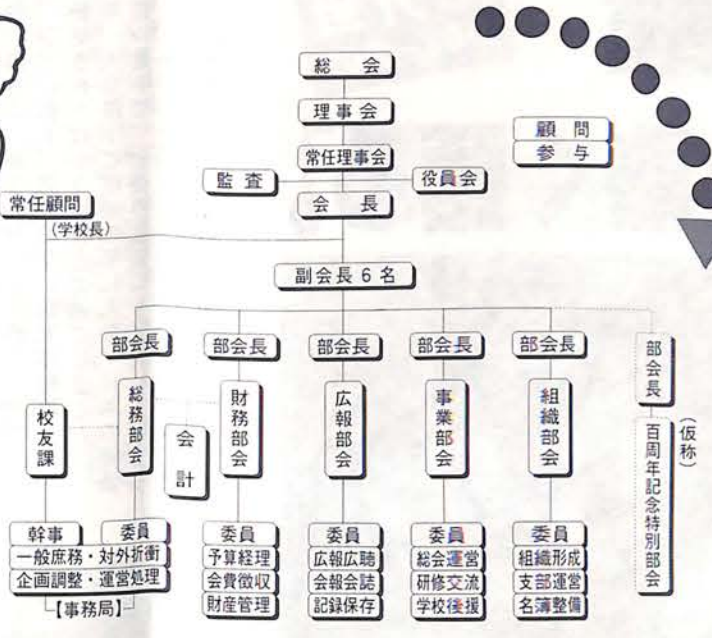 総会
理事会
常任理事会
監査
役員会
会長
顧問
参与
常任顧問
(学校長)
副会長6名
部会長
部会長
部会長
部会長
部会長
部会長
校友課
総務部会
会計
財務部会
広報部会
事業部会
組織部会
百周年記念特別部会
(仮称)
幹事
委員
一般庶務・対外折衝
企画調整・運営処理
【事務局】
委員
予算経理
会費徴収
財産管理
委員
広報広聴
会報会誌
記録保存
委員
総会運営
研修交流
学校後援
委員
組織形成
支部運営
名簿整備